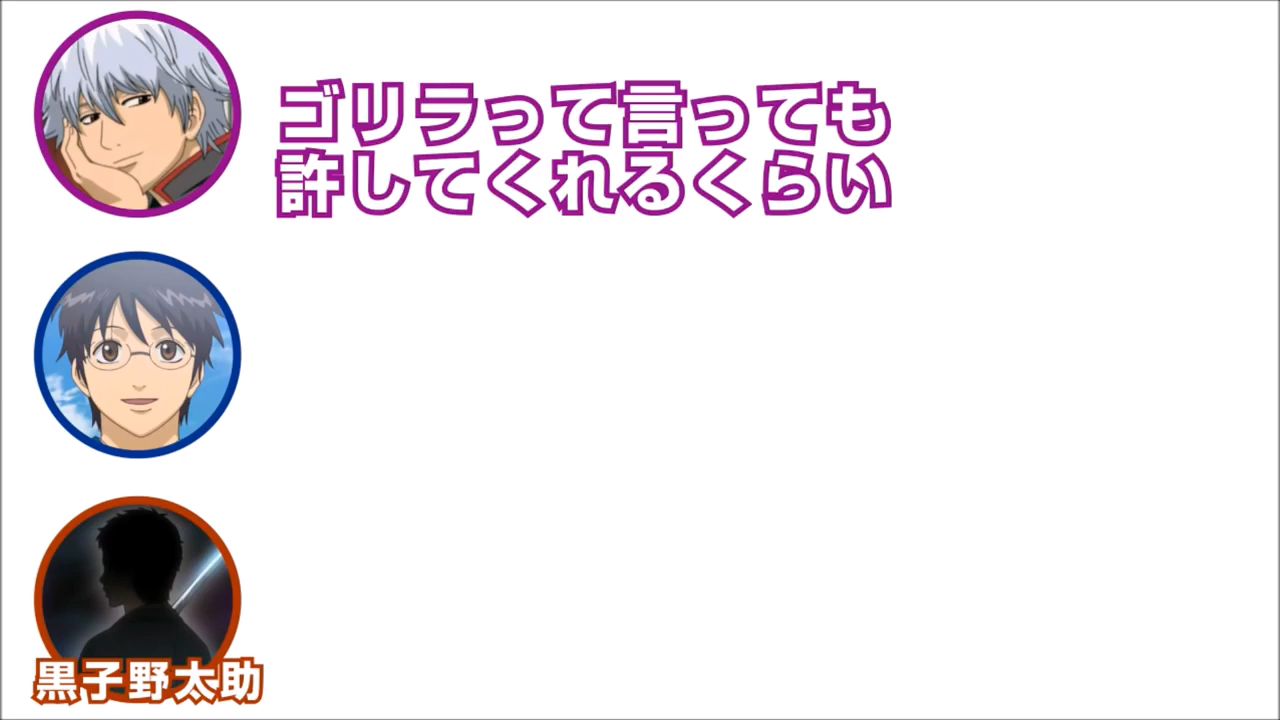 ゴリラって言っても
許してくれるくらい
黒子野太助